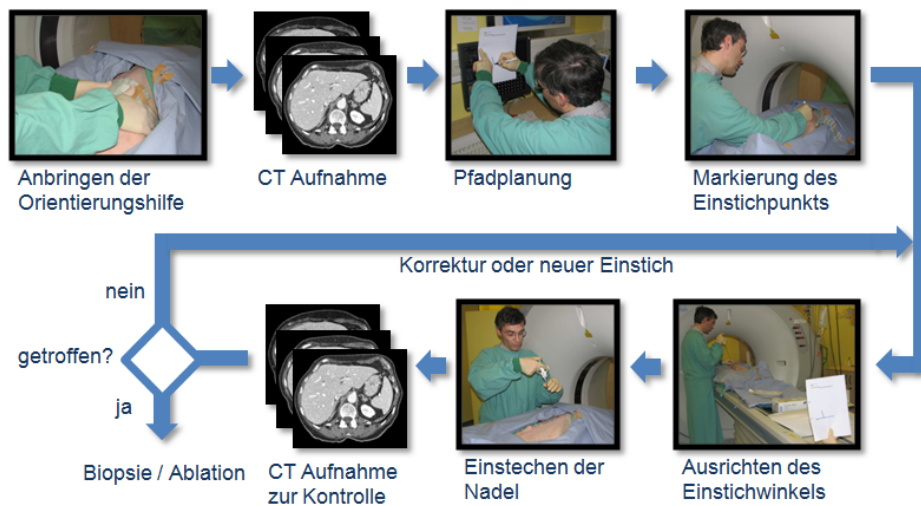 Anbringen der
Orientierungshilfe
CT Aufnahme
Pfadplanung
Markierung des
Einstichpunkts
Korrektur oder neuer Einstich
nein
getroffen?
ja
Biopsie / Ablation
CT Aufnahme
zur Kontrolle
Einstechen der
Nadel
Ausrichten des
Einstichwinkels